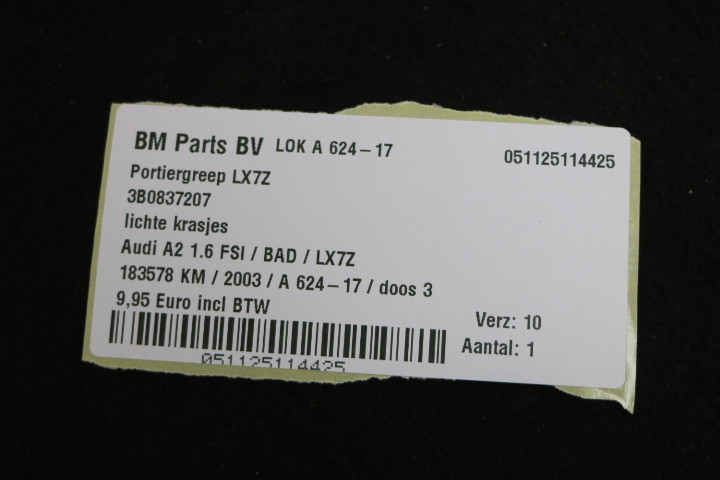 BM Parts BV LOK A 624-17
051125114425
Portiergreep LX7Z
3B0837207
lichte krasjes
Audi A2 1.6 FSI / BAD / LX7Z
183578 KM / 2003 / A 624-17 / doos 3
9,95 Euro incl BTW
Verz: 10
Aantal: 1
051125114425